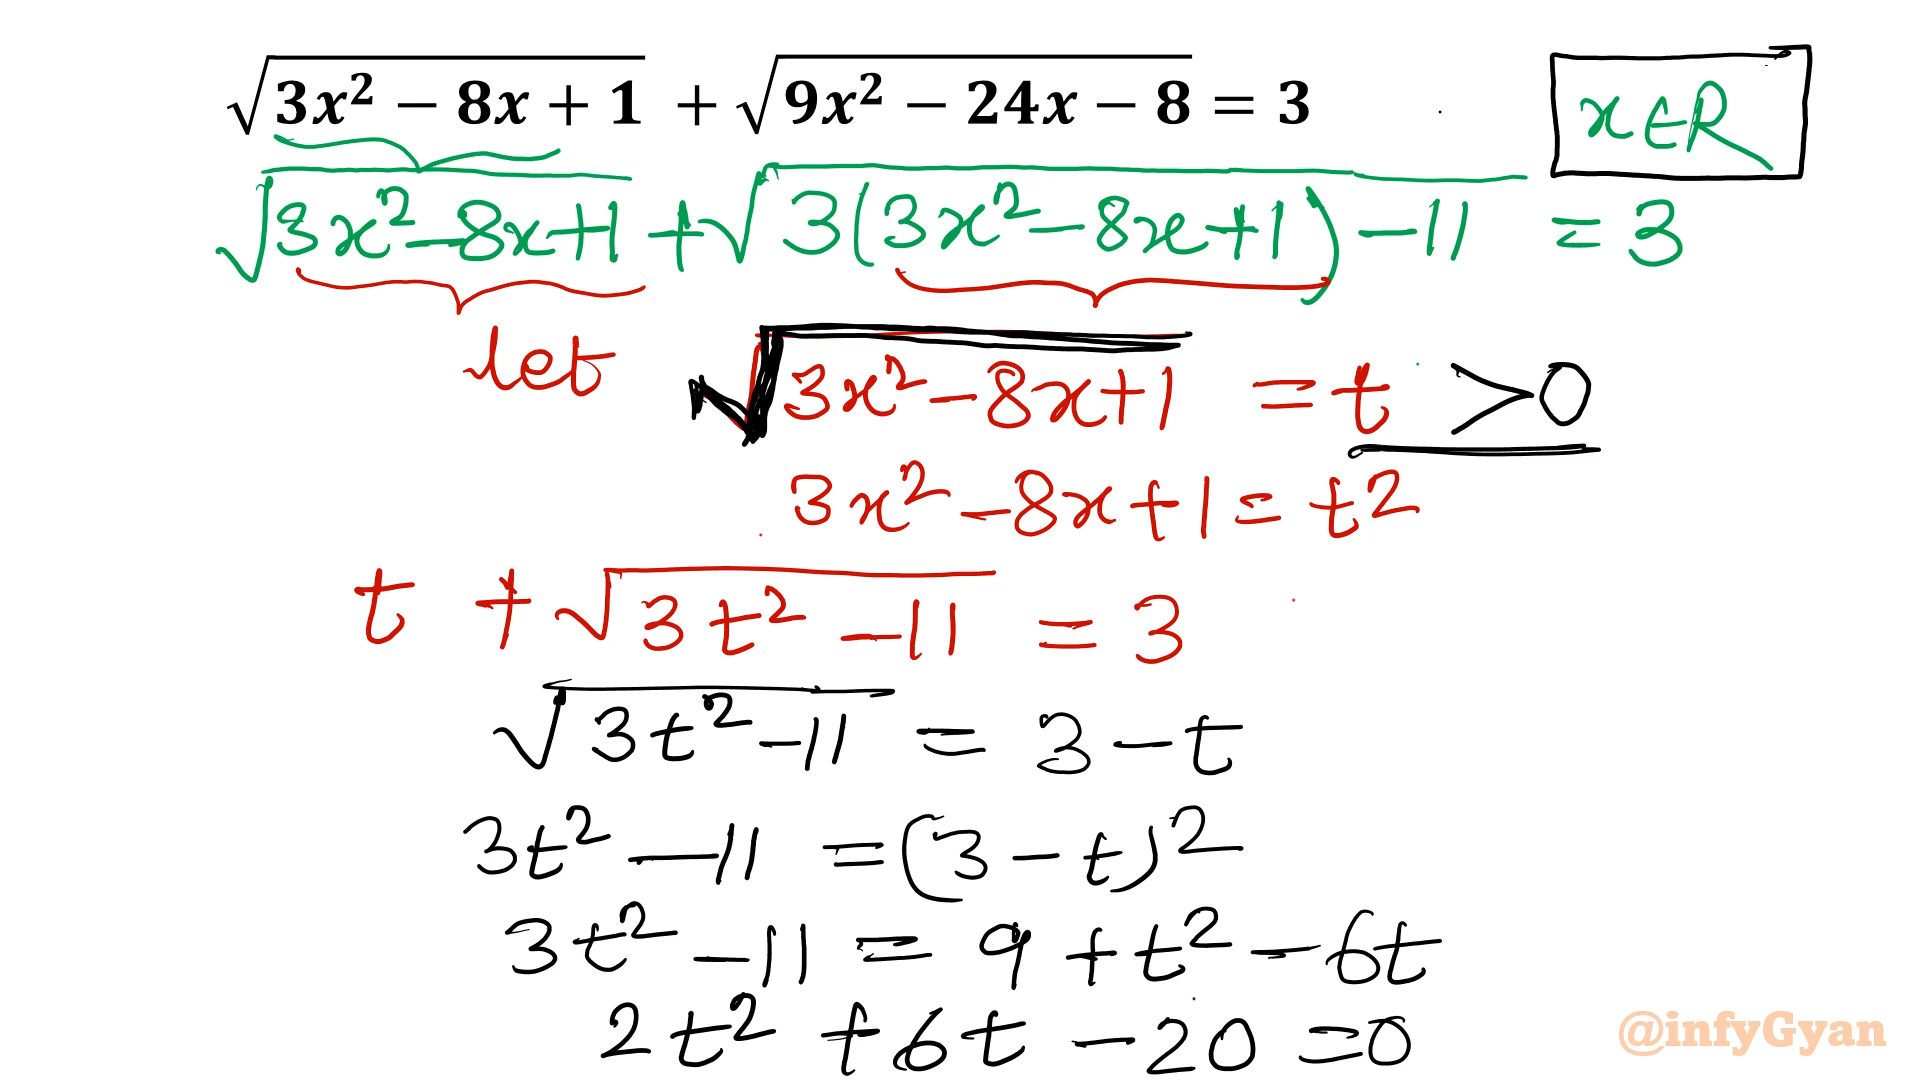 √(3x² − 8x + 1) + √(9x² − 24x − 8) = 3
x∈R
√(3x²−8x+1) + √(3(3x²−8x+1)−11) = 3
let √(3x²−8x+1) = t >0
3x²−8x+1 = t²
t + √(3t²−11) = 3
√(3t²−11) = 3−t
3t²−11 = (3−t)²
3t²−11 = 9+t²−6t
2t²+6t−20=0
@infyGyan